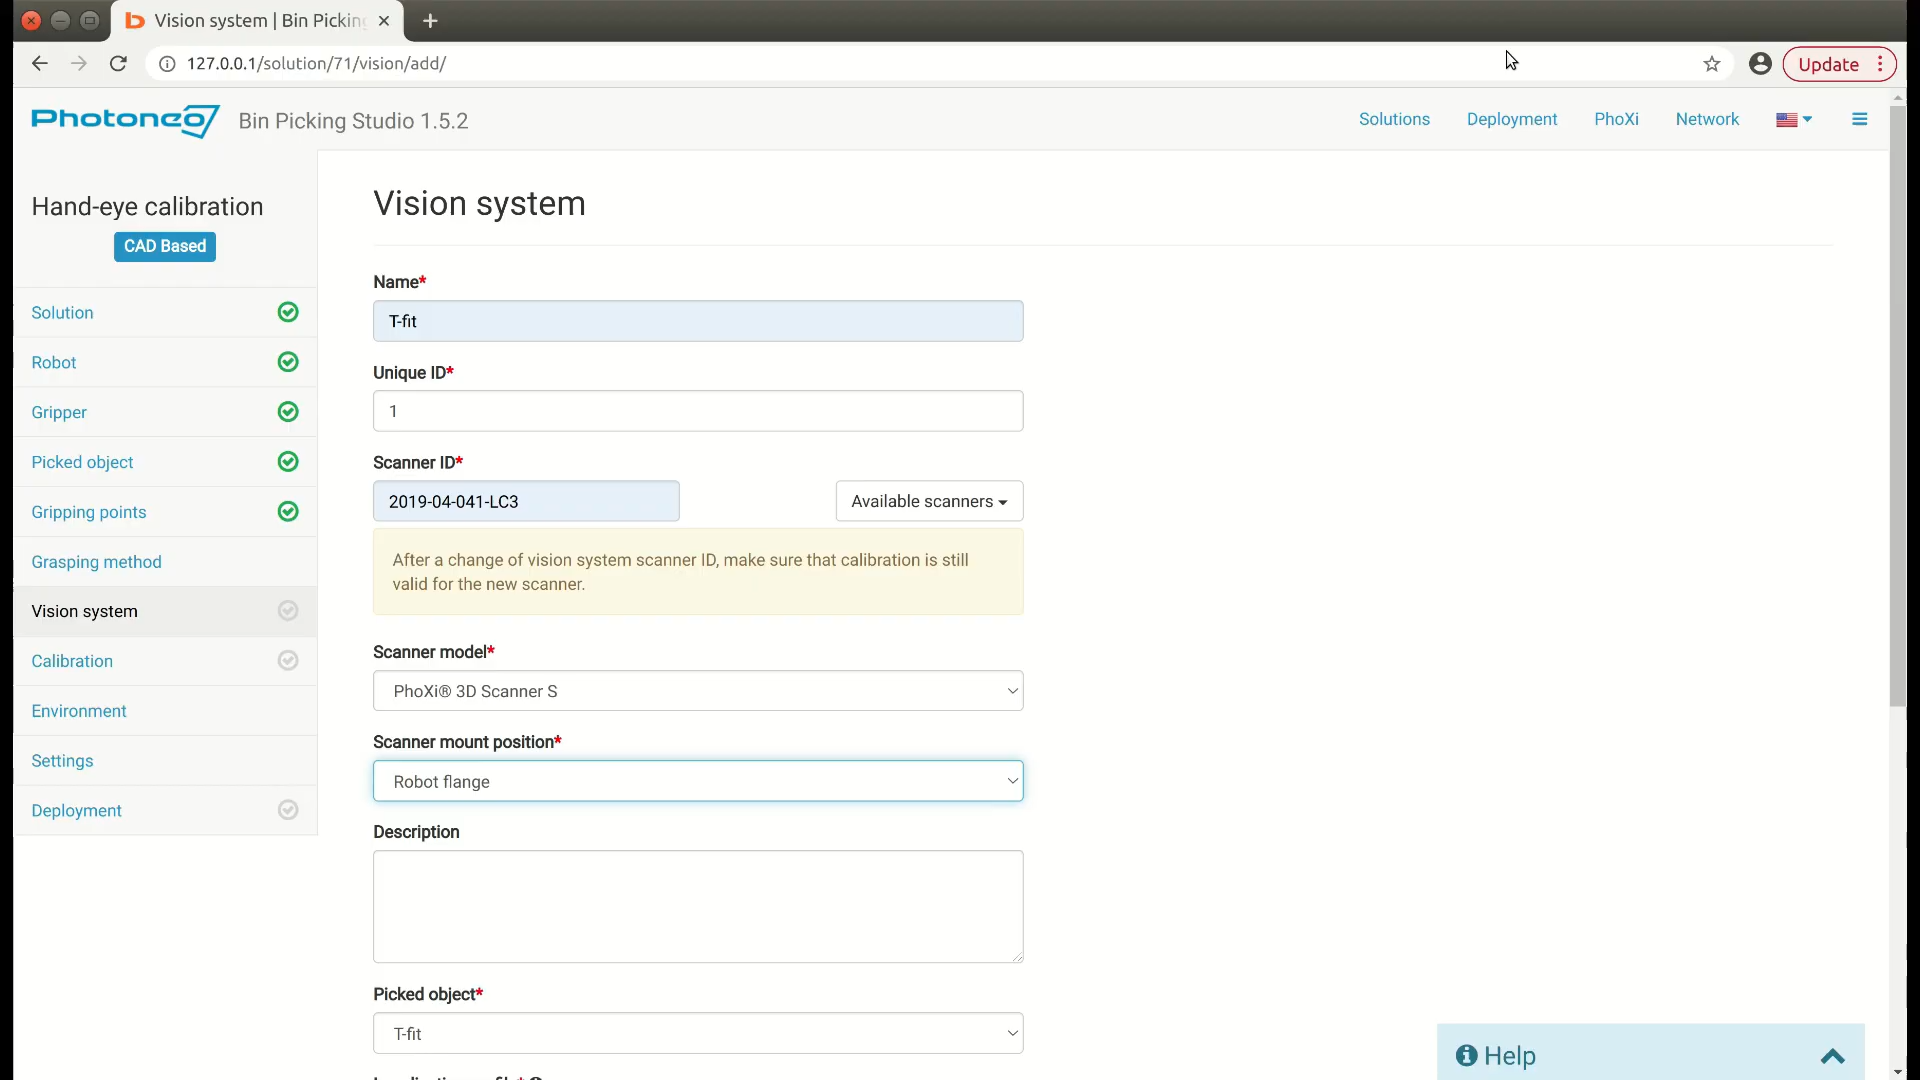 Vision system | Bin Picking
127.0.0.1/solution/71/vision/add/
Update
Photoneo
Bin Picking Studio 1.5.2
Solutions
Deployment
PhoXi
Network
Hand-eye calibration
CAD Based
Solution
Robot
Gripper
Picked object
Gripping points
Grasping method
Vision system
Calibration
Environment
Settings
Deployment
Vision system
Name*
T-fit
Unique ID*
1
Scanner ID*
2019-04-041-LC3
Available scanners
After a change of vision system scanner ID, make sure that calibration is still
valid for the new scanner.
Scanner model*
PhoXi® 3D Scanner S
Scanner mount position*
Robot flange
Description
Picked object*
T-fit
Help